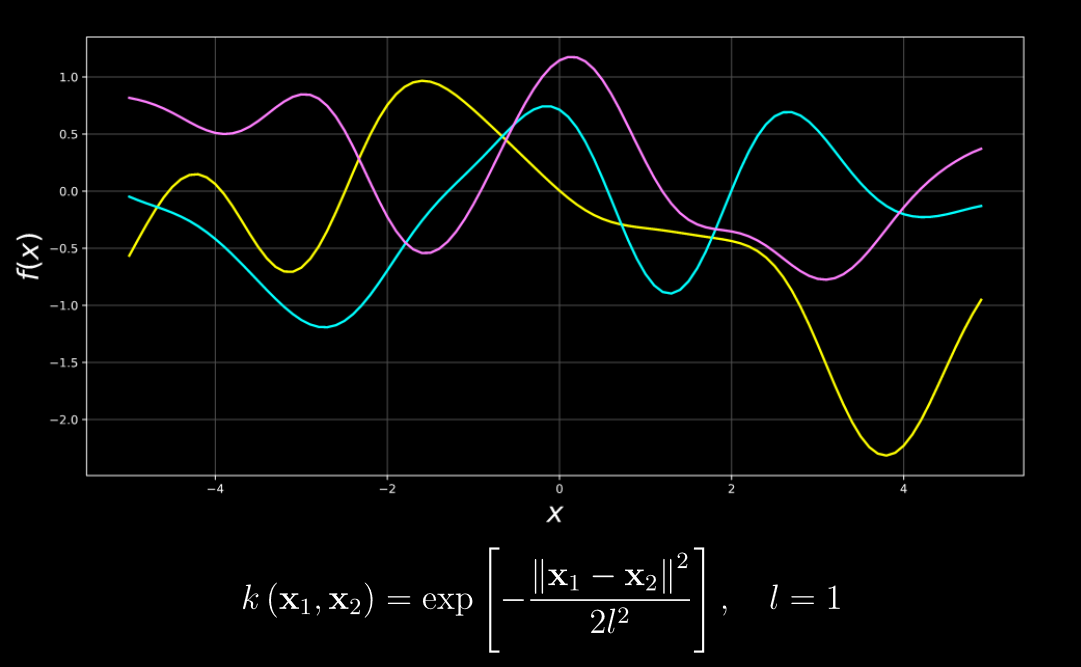 1.0
0.5
0.0
−0.5
−1.0
−1.5
−2.0
f(x)
−4 −2 0 2 4
x
k (x₁, x₂) = exp [ − ‖x₁ − x₂‖² / 2l² ] , l = 1